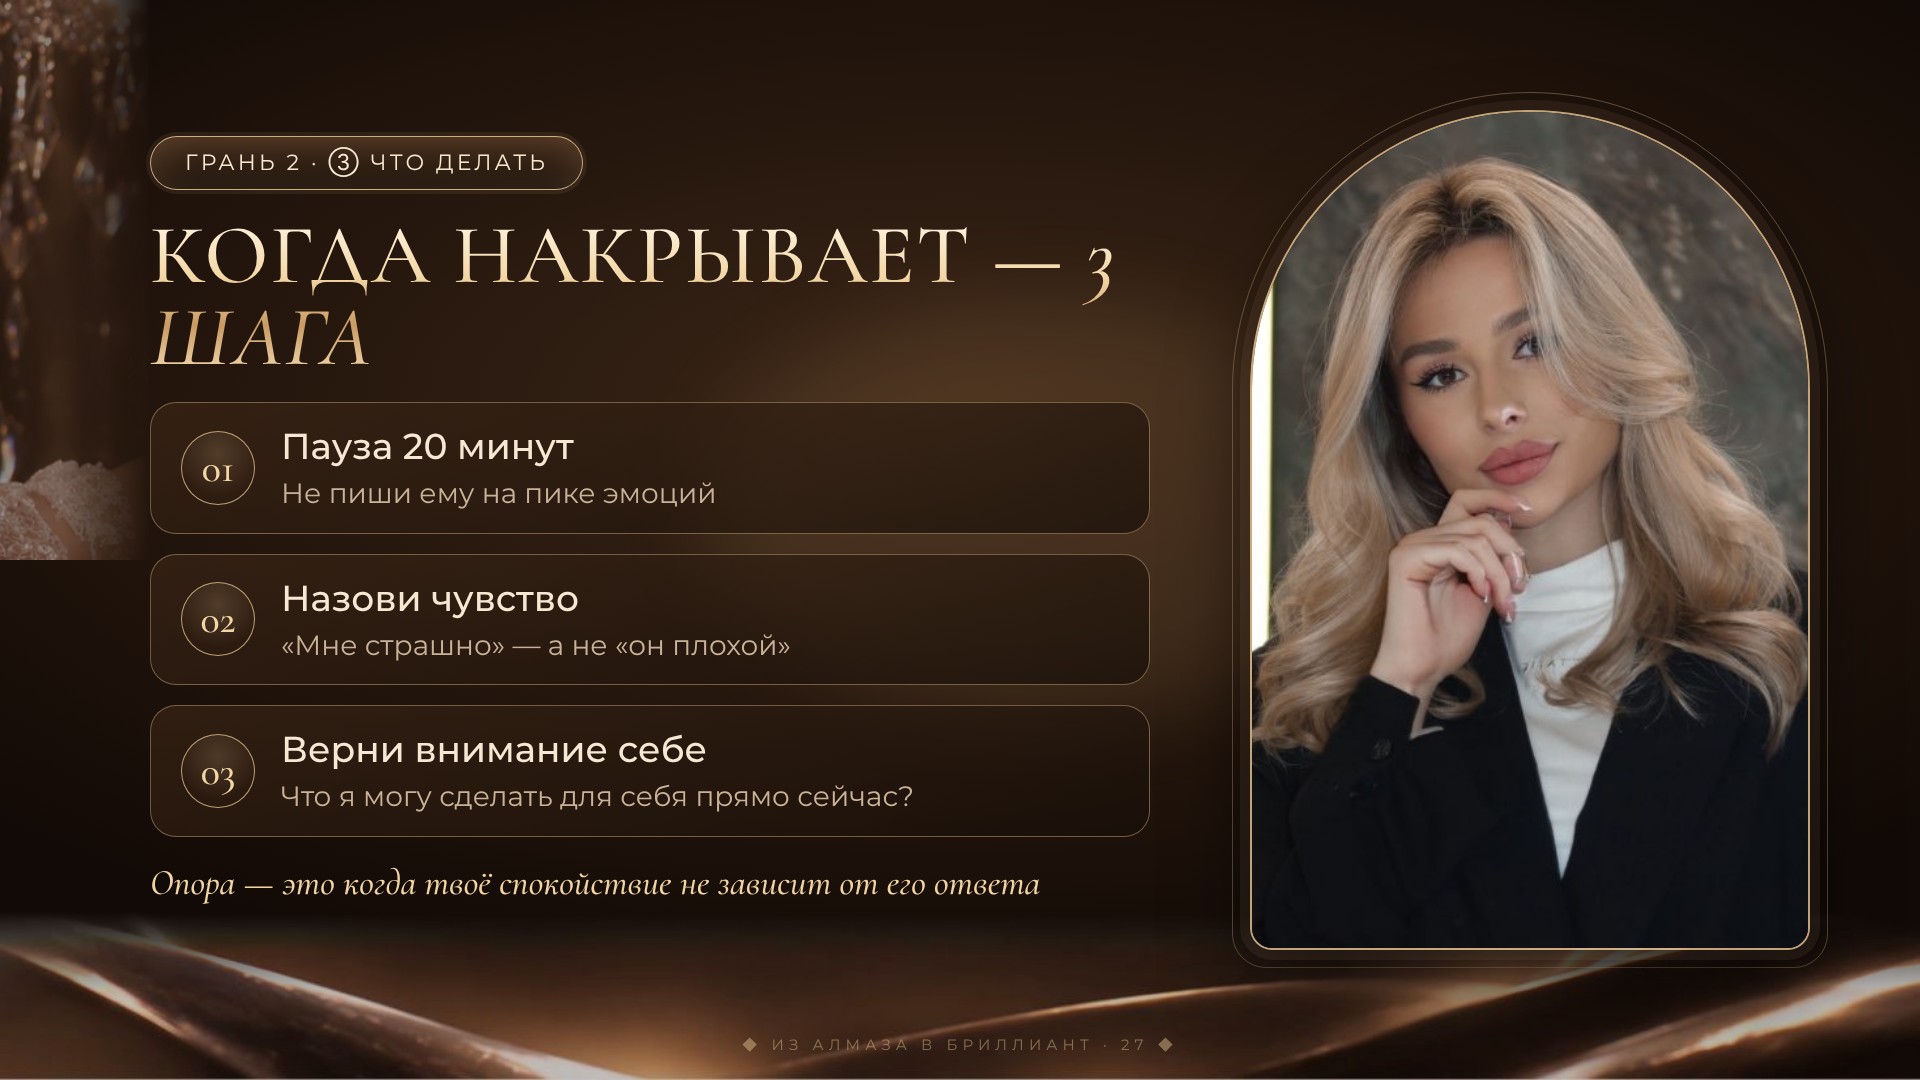 ГРАНЬ 2 · ③ ЧТО ДЕЛАТЬ
КОГДА НАКРЫВАЕТ — 3
ШАГА
01
Пауза 20 минут
Не пиши ему на пике эмоций
02
Назови чувство
«Мне страшно» — а не «он плохой»
03
Верни внимание себе
Что я могу сделать для себя прямо сейчас?
Опора — это когда твоё спокойствие не зависит от его ответа
◆ ИЗ АЛМАЗА В БРИЛЛИАНТ · 27 ◆